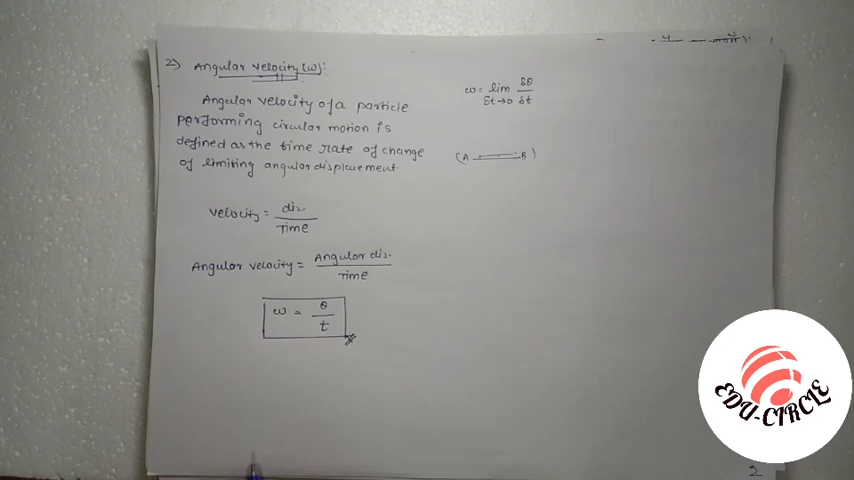 2) Angular velocity (ω):
Angular velocity of a particle
performing circular motion is
defined as the time rate of change
of limiting angular displacement.
velocity = dis.
Time
Angular velocity = Angular dis.
Time
ω = θ
t
ω = lim δθ
δt→0 δt
(A B)
EDU-CIRCLE
2